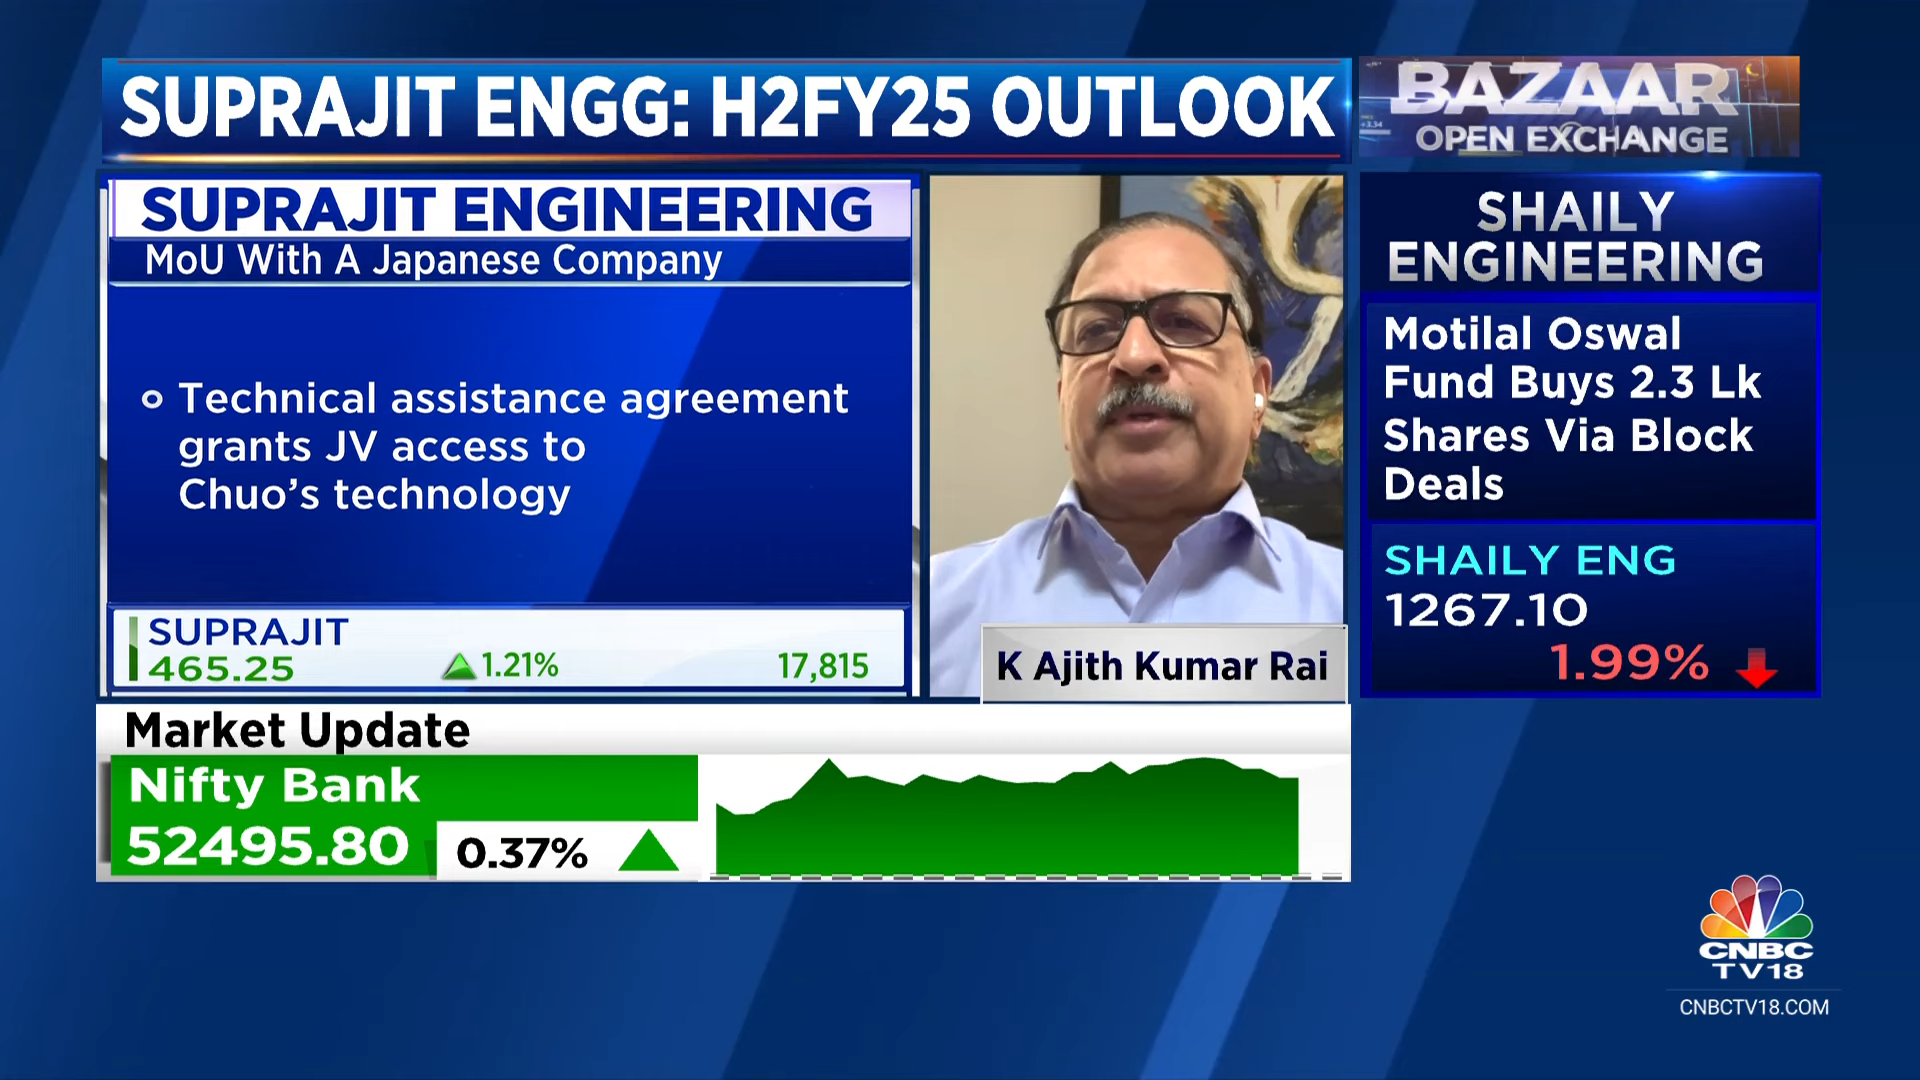 SUPRAJIT ENGG: H2FY25 OUTLOOK
BAZAAR
OPEN EXCHANGE
SUPRAJIT ENGINEERING
MoU With A Japanese Company
Technical assistance agreement
grants JV access to
Chuo’s technology
SUPRAJIT
465.25 1.21% 17,815
K Ajith Kumar Rai
SHAILY
ENGINEERING
Motilal Oswal
Fund Buys 2.3 Lk
Shares Via Block
Deals
SHAILY ENG
1267.10
1.99%
Market Update
Nifty Bank
52495.80 0.37%
CNBC
TV18
CNBCTV18.COM